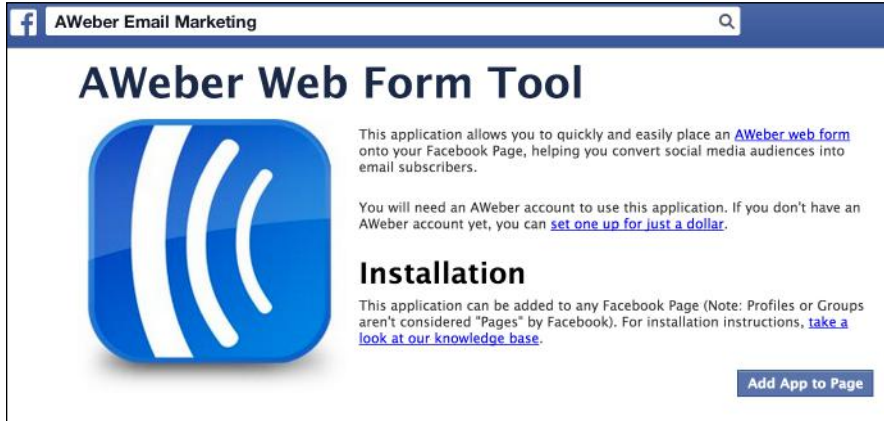 AWeber Email Marketing
AWeber Web Form Tool
This application allows you to quickly and easily place an AWeber web form
onto your Facebook Page, helping you convert social media audiences into
email subscribers.
You will need an AWeber account to use this application. If you don't have an
AWeber account yet, you can set one up for just a dollar.
Installation
This application can be added to any Facebook Page (Note: Profiles or Groups
aren't considered "Pages" by Facebook). For installation instructions, take a
look at our knowledge base.
Add App to Page